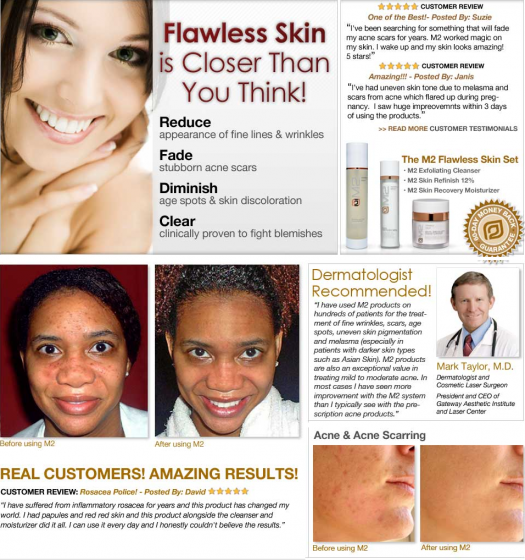 Flawless Skin
is Closer Than
You Think!
Reduce
appearance of fine lines & wrinkles
Fade
stubborn acne scars
Diminish
age spots & skin discoloration
Clear
clinically proven to fight blemishes
CUSTOMER REVIEW
One of the Best!- Posted By: Suzie
"I've been searching for something that will fade
my acne scars for years. M2 worked magic on
my skin. I wake up and my skin looks amazing!
5 stars!"
CUSTOMER REVIEW
Amazing!!! - Posted By: Janis
"I've had uneven skin tone due to melasma and
scars from acne which flared up during preg-
nancy. I saw huge impreovemnts within 3 days
of using the products."
>> READ MORE CUSTOMER TESTIMONIALS
The M2 Flawless Skin Set
• M2 Exfoliating Cleanser
• M2 Skin Refinish 12%
• M2 Skin Recovery Moisturizer
MONEY BACK
GUARANTEE
Before using M2
After using M2
Dermatologist
Recommended!
"I have used M2 products on
hundreds of patients for the treat-
ment of fine wrinkles, scars, age
spots, uneven skin pigmentation
and melasma (especially in
patients with darker skin types
such as Asian Skin). M2 products
are also an exceptional value in
treating mild to moderate acne. In
most cases I have seen more
improvement with the M2 system
than I typically see with the pre-
scription acne products."
Mark Taylor, M.D.
Dermatologist and
Cosmetic Laser Surgeon
President and CEO of
Gateway Aesthetic Institute
and Laser Center
REAL CUSTOMERS! AMAZING RESULTS!
CUSTOMER REVIEW: Rosacea Police! - Posted By: David
"I have suffered from inflammatory rosacea for years and this product has changed my
world. I had papules and red red skin and this product alongside the cleanser and
moisturizer did it all. I can use it every day and I honestly couldn't believe the results."
Acne & Acne Scarring
Before using M2
After using M2